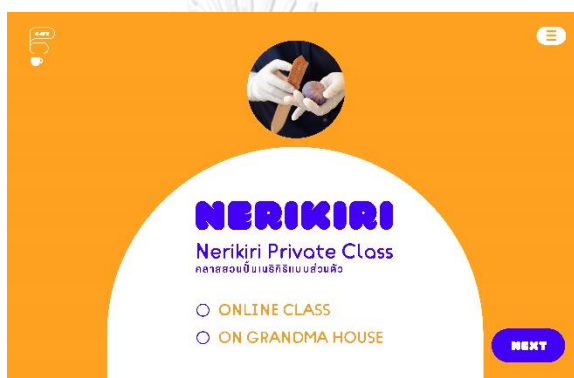 NERIKIRI
Nerikiri Private Class
คลาสสอนปั้นเนริกิริแบบส่วนตัว
ONLINE CLASS
ON GRANDMA HOUSE
NEXT